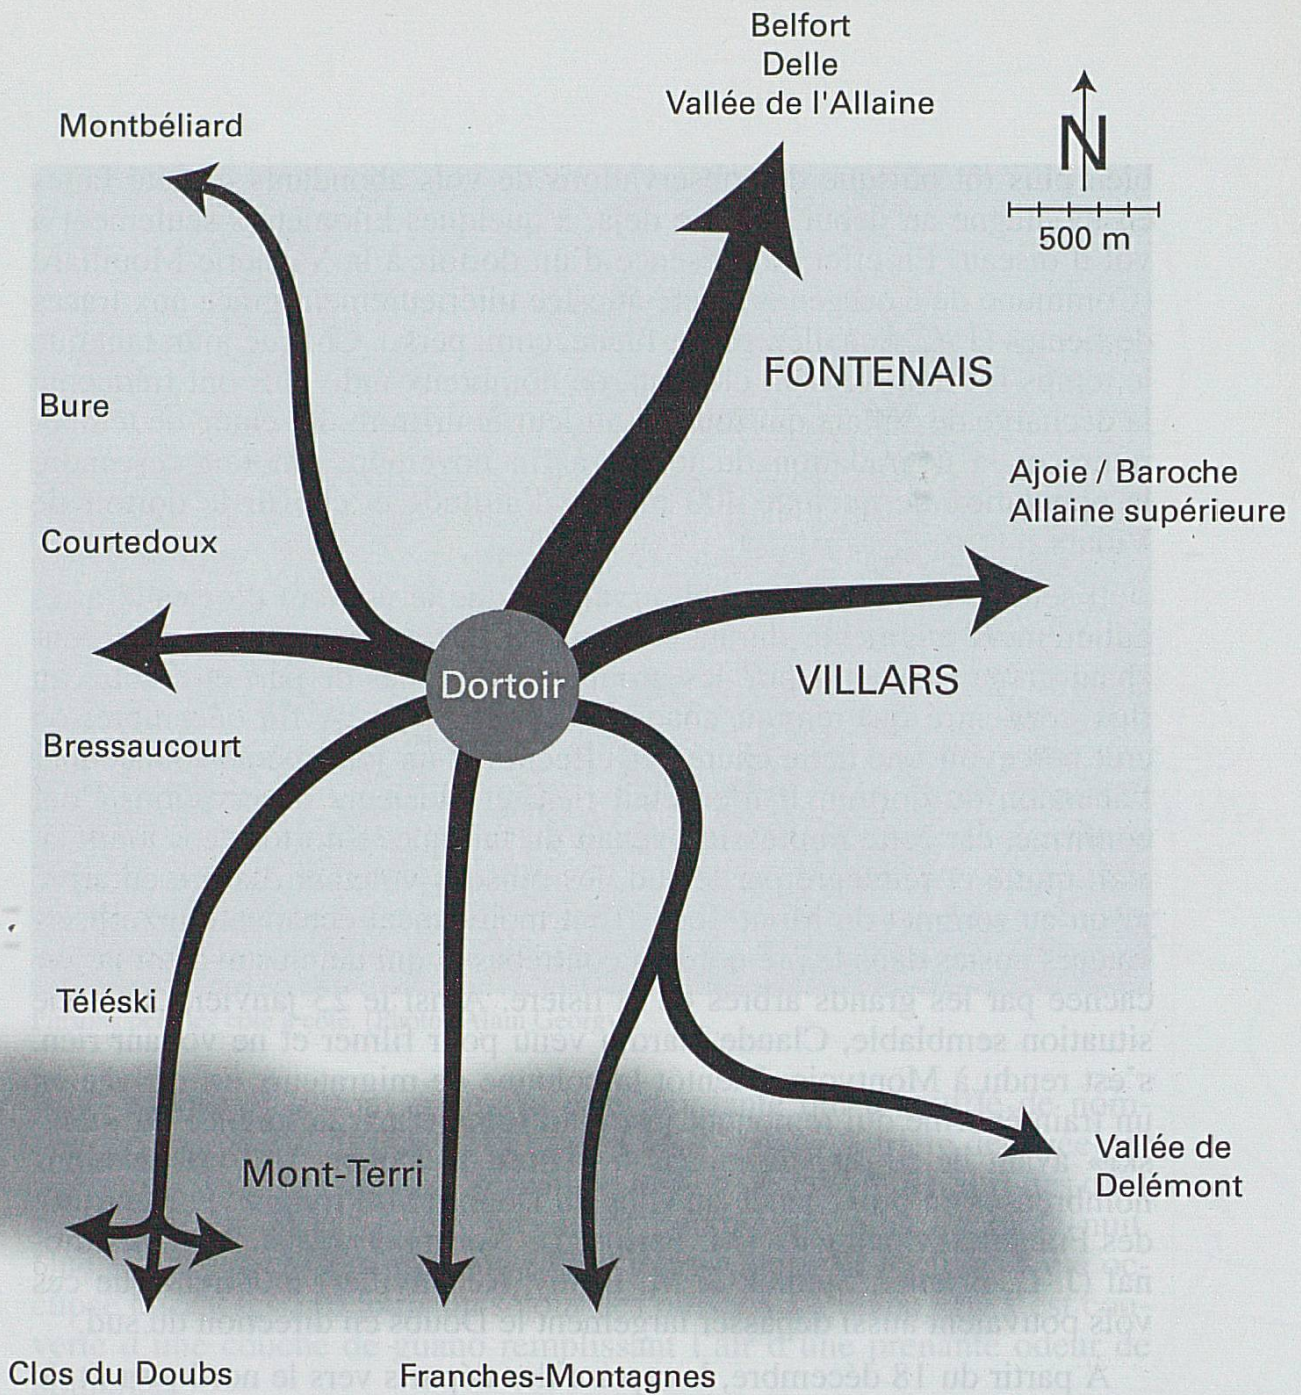 Belfort
Delle
Vallée de l'Allaine
Montbéliard
N
500 m
FONTENAIS
Bure
Ajoie / Baroche
Allaine supérieure
Courtedoux
Dortoir
VILLARS
Bressaucourt
Téléski
Mont-Terri
Vallée de
Delémont
Clos du Doubs
Franches-Montagnes